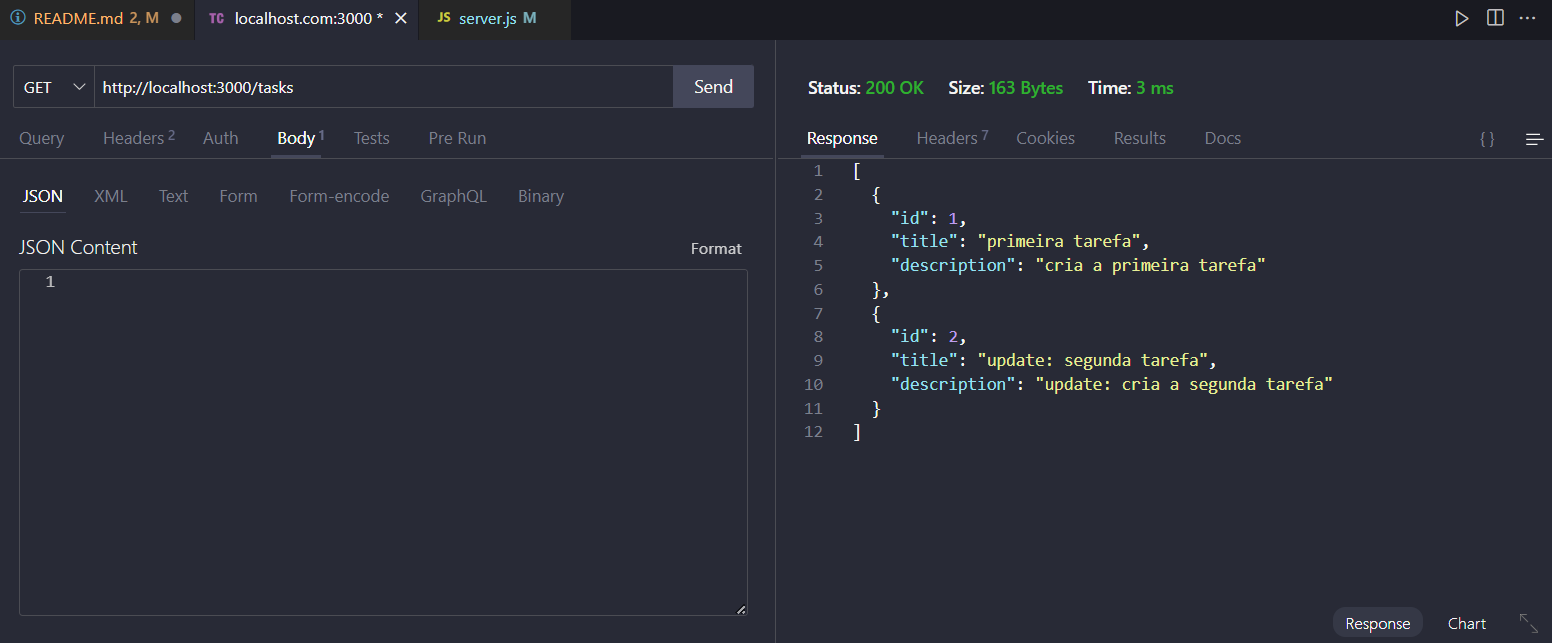 README.md 2, M
TC localhost.com:3000 *
JS server.js M
GET http://localhost:3000/tasks Send
Query Headers 2 Auth Body 1 Tests Pre Run
JSON XML Text Form Form-encode GraphQL Binary
JSON Content Format
1
Status: 200 OK Size: 163 Bytes Time: 3 ms
Response Headers 7 Cookies Results Docs { }
1 [
2 {
3 "id": 1,
4 "title": "primeira tarefa",
5 "description": "cria a primeira tarefa"
6 },
7 {
8 "id": 2,
9 "title": "update: segunda tarefa",
10 "description": "update: cria a segunda tarefa"
11 }
12 ]
Response Chart